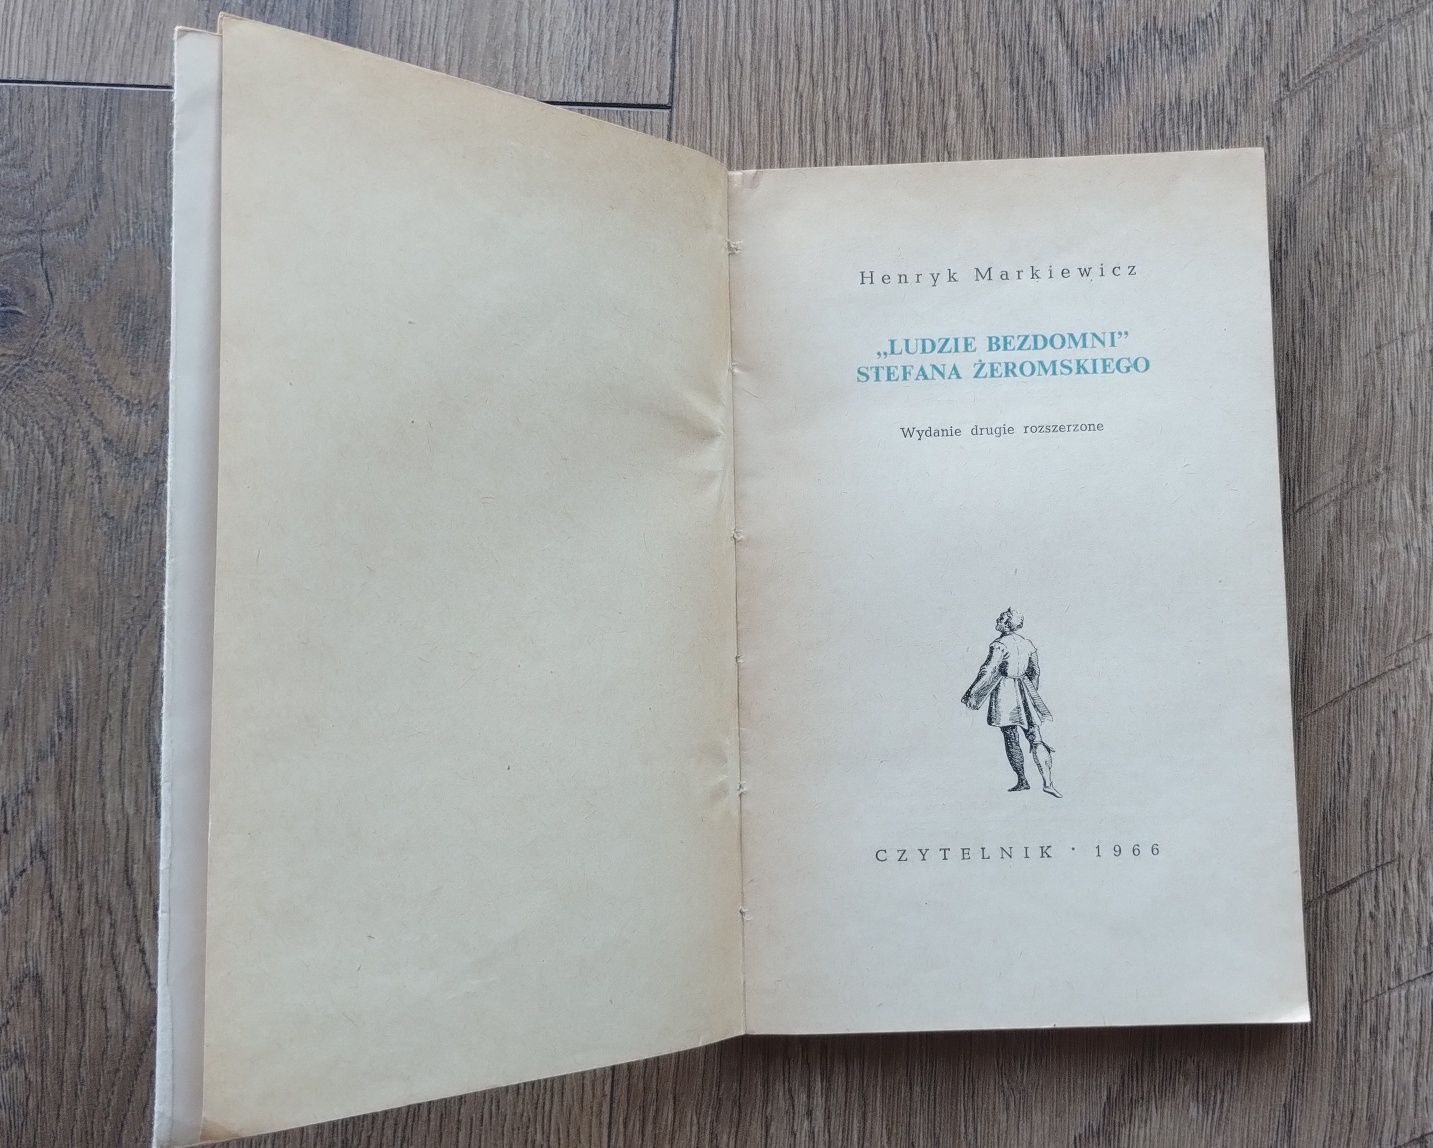 Henryk Markiewicz
„LUDZIE BEZDOMNI”
STEFANA ŻEROMSKIEGO
Wydanie drugie rozszerzone
CZYTELNIK • 1966